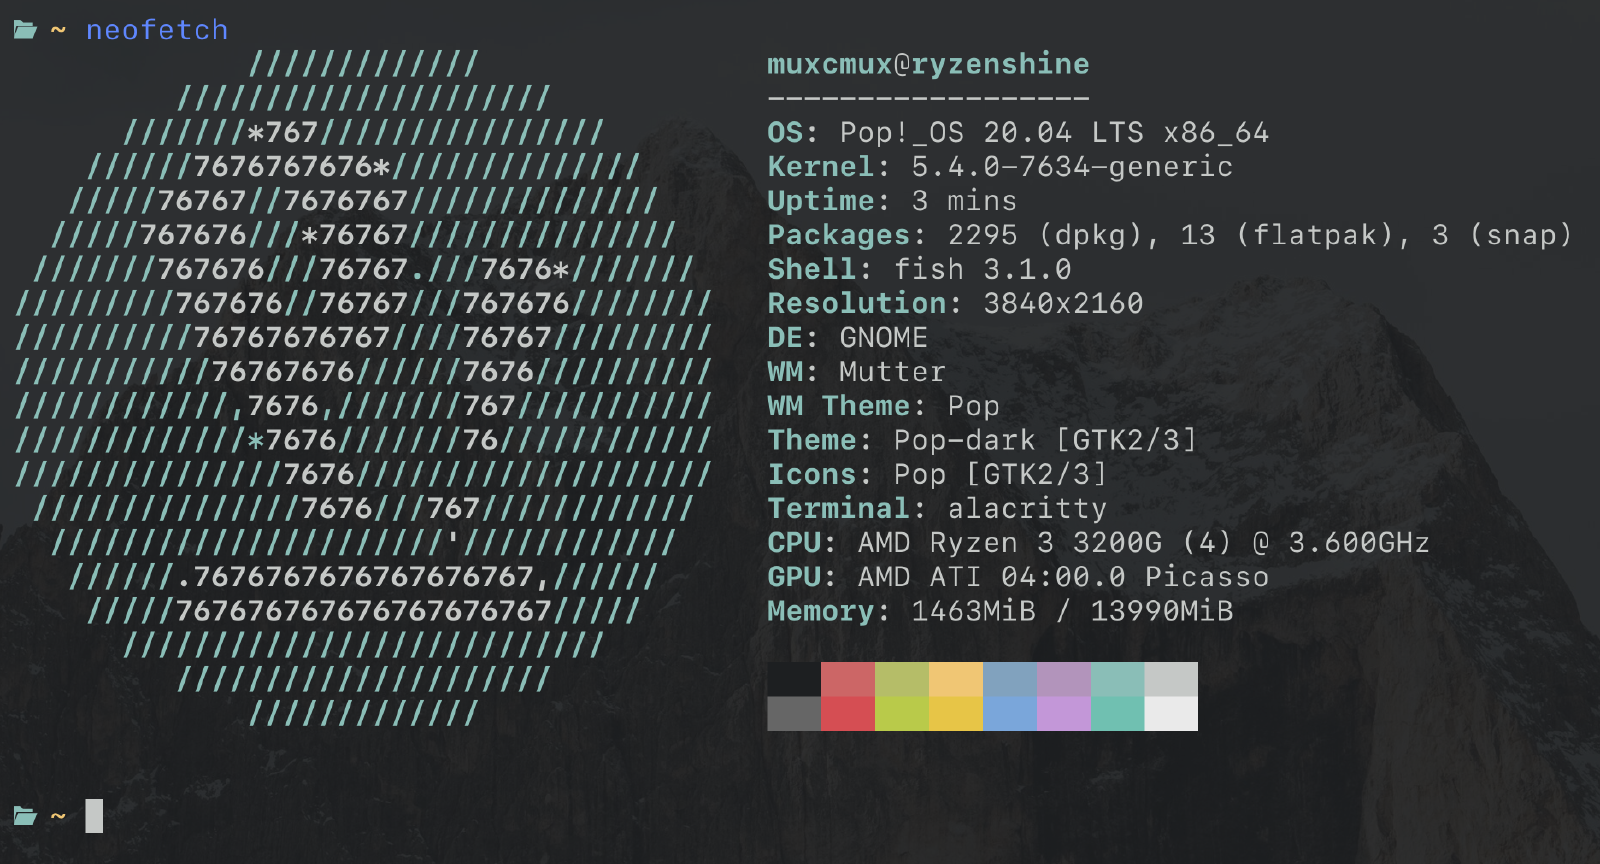 ~ neofetch
/////////////
/////////////////////
///////*767////////////////
//////7676767676*//////////////
/////76767//7676767//////////////
/////767676///*76767///////////////
///////767676///76767.///7676*///////
/////////767676//76767///767676////////
//////////76767676767////76767/////////
///////////76767676//////7676//////////
////////////,7676,///////767///////////
/////////////*7676///////76////////////
///////////////7676////////////////////
///////////////7676///767////////////
//////////////////////'////////////
//////.7676767676767676767,//////
/////767676767676767676767/////
///////////////////////////
/////////////////////
/////////////
muxcmux@ryzenshine
------------------
OS: Pop!_OS 20.04 LTS x86_64
Kernel: 5.4.0-7634-generic
Uptime: 3 mins
Packages: 2295 (dpkg), 13 (flatpak), 3 (snap)
Shell: fish 3.1.0
Resolution: 3840x2160
DE: GNOME
WM: Mutter
WM Theme: Pop
Theme: Pop-dark [GTK2/3]
Icons: Pop [GTK2/3]
Terminal: alacritty
CPU: AMD Ryzen 3 3200G (4) @ 3.600GHz
GPU: AMD ATI 04:00.0 Picasso
Memory: 1463MiB / 13990MiB
~